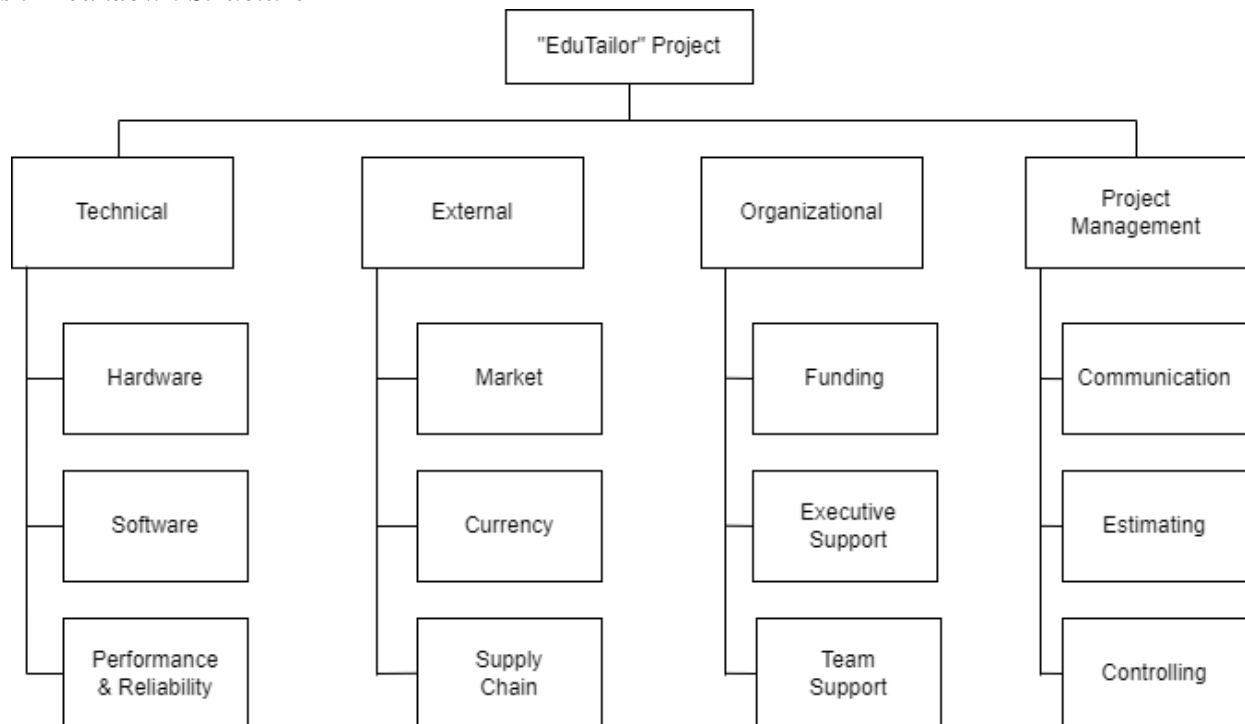 "EduTailor" Project
Technical
External
Organizational
Project
Management
Hardware
Market
Funding
Communication
Software
Currency
Executive
Support
Estimating
Performance
& Reliability
Supply
Chain
Team
Support
Controlling